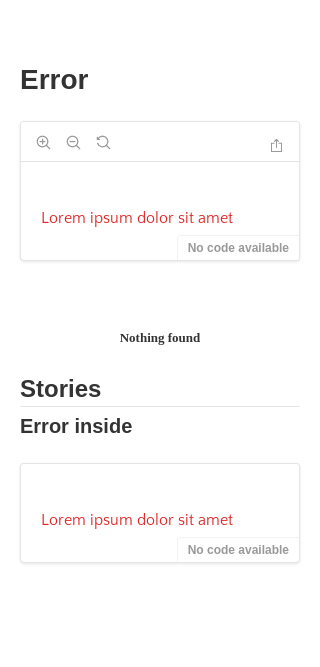 Error
Lorem ipsum dolor sit amet
No code available
Nothing found
Stories
Error inside
Lorem ipsum dolor sit amet
No code available